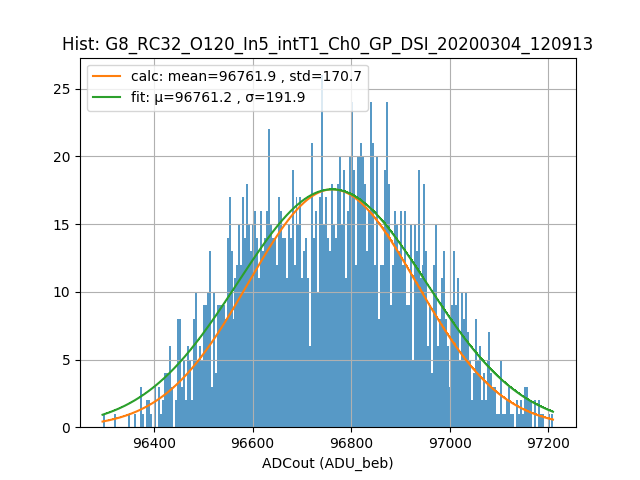 Hist: G8_RC32_O120_In5_intT1_Ch0_GP_DSI_20200304_120913
calc: mean=96761.9 , std=170.7
fit: μ=96761.2 , σ=191.9
25
20
15
10
5
0
96400 96600 96800 97000 97200
ADCout (ADU_beb)